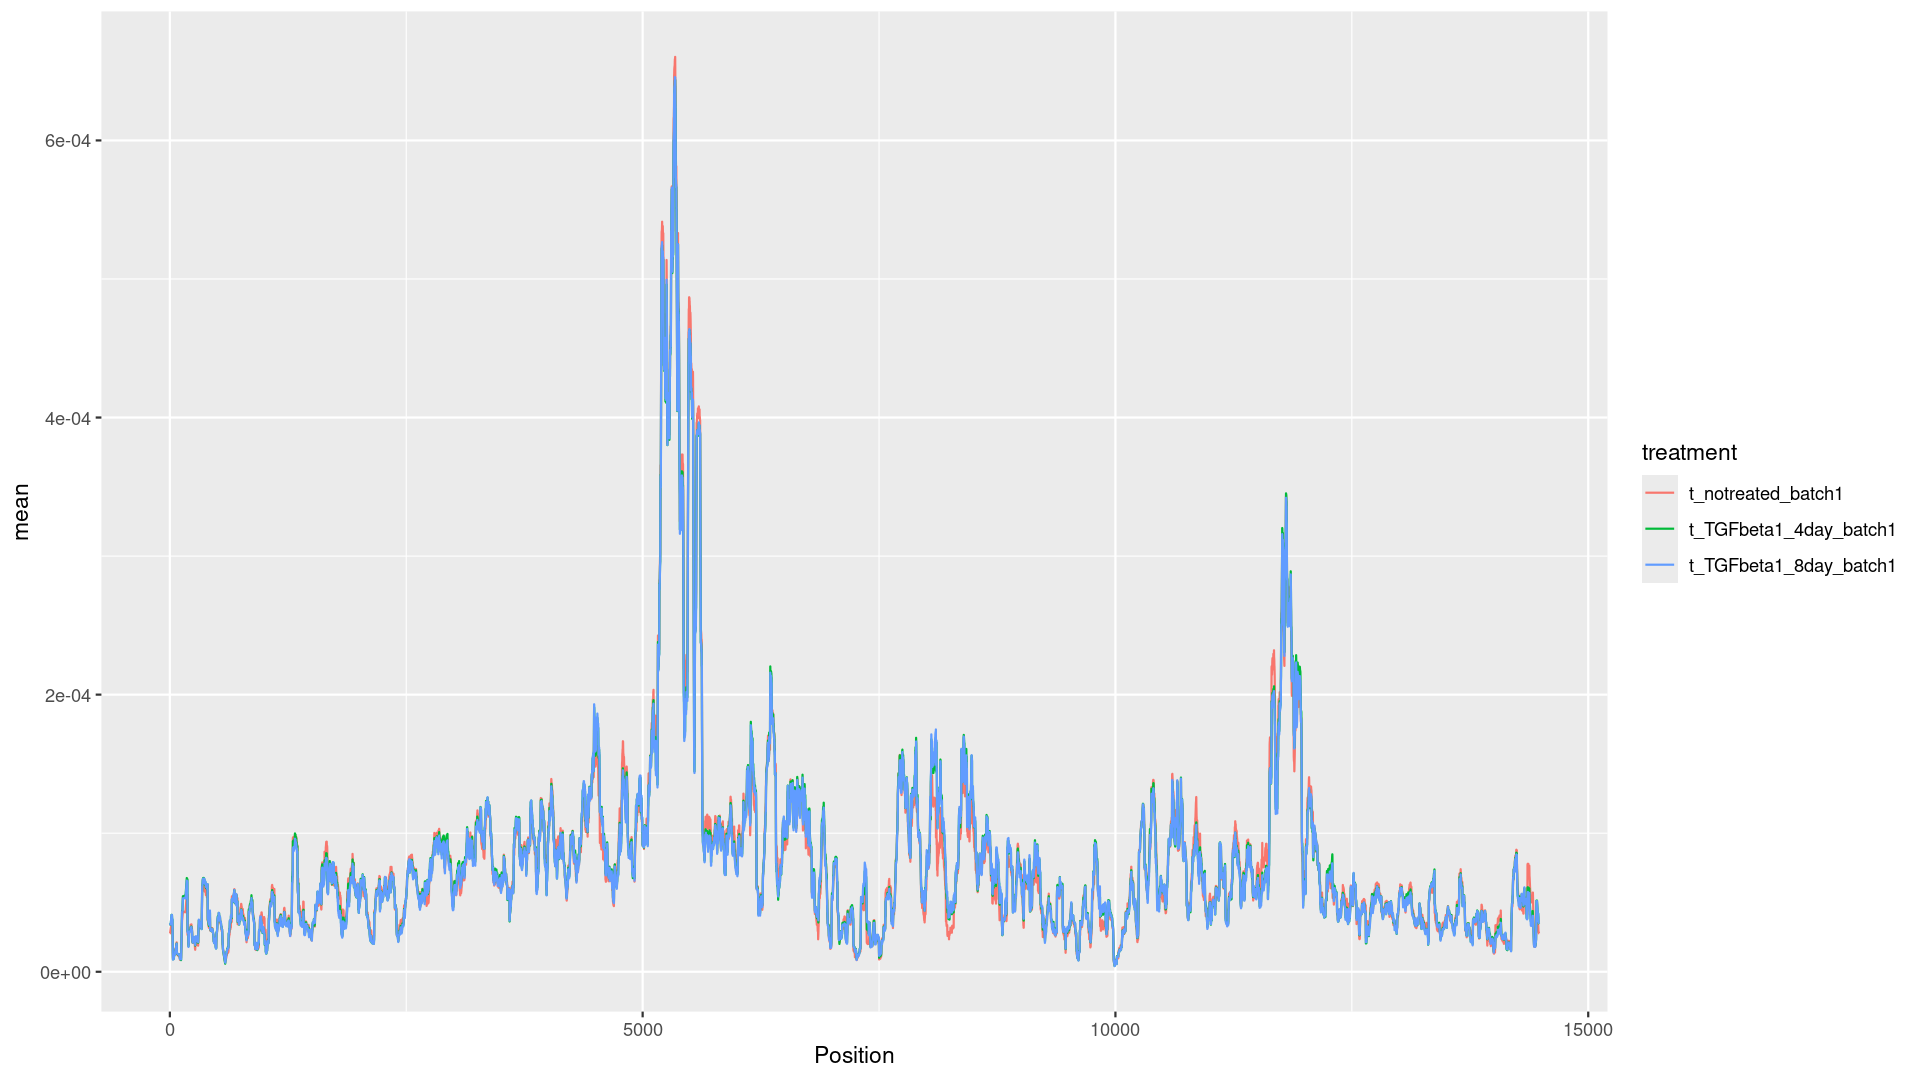 6e-04
4e-04
2e-04
0e+00
mean
0
5000
10000
15000
Position
treatment
t_notreated_batch1
t_TGFbeta1_4day_batch1
t_TGFbeta1_8day_batch1